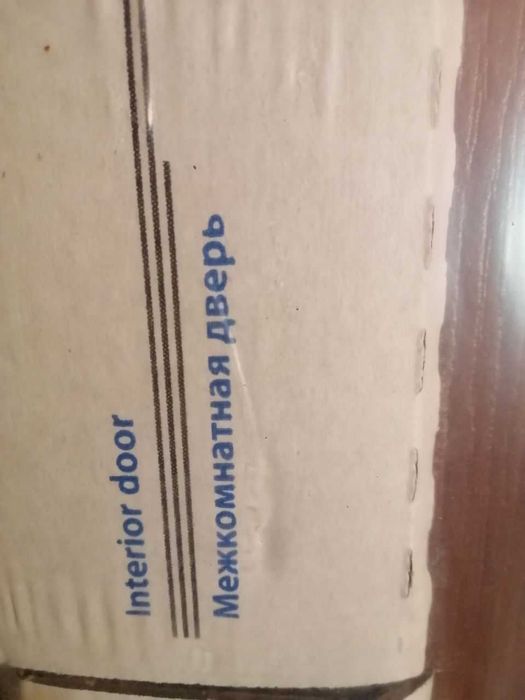 Interior door
Межкомнатная дверь